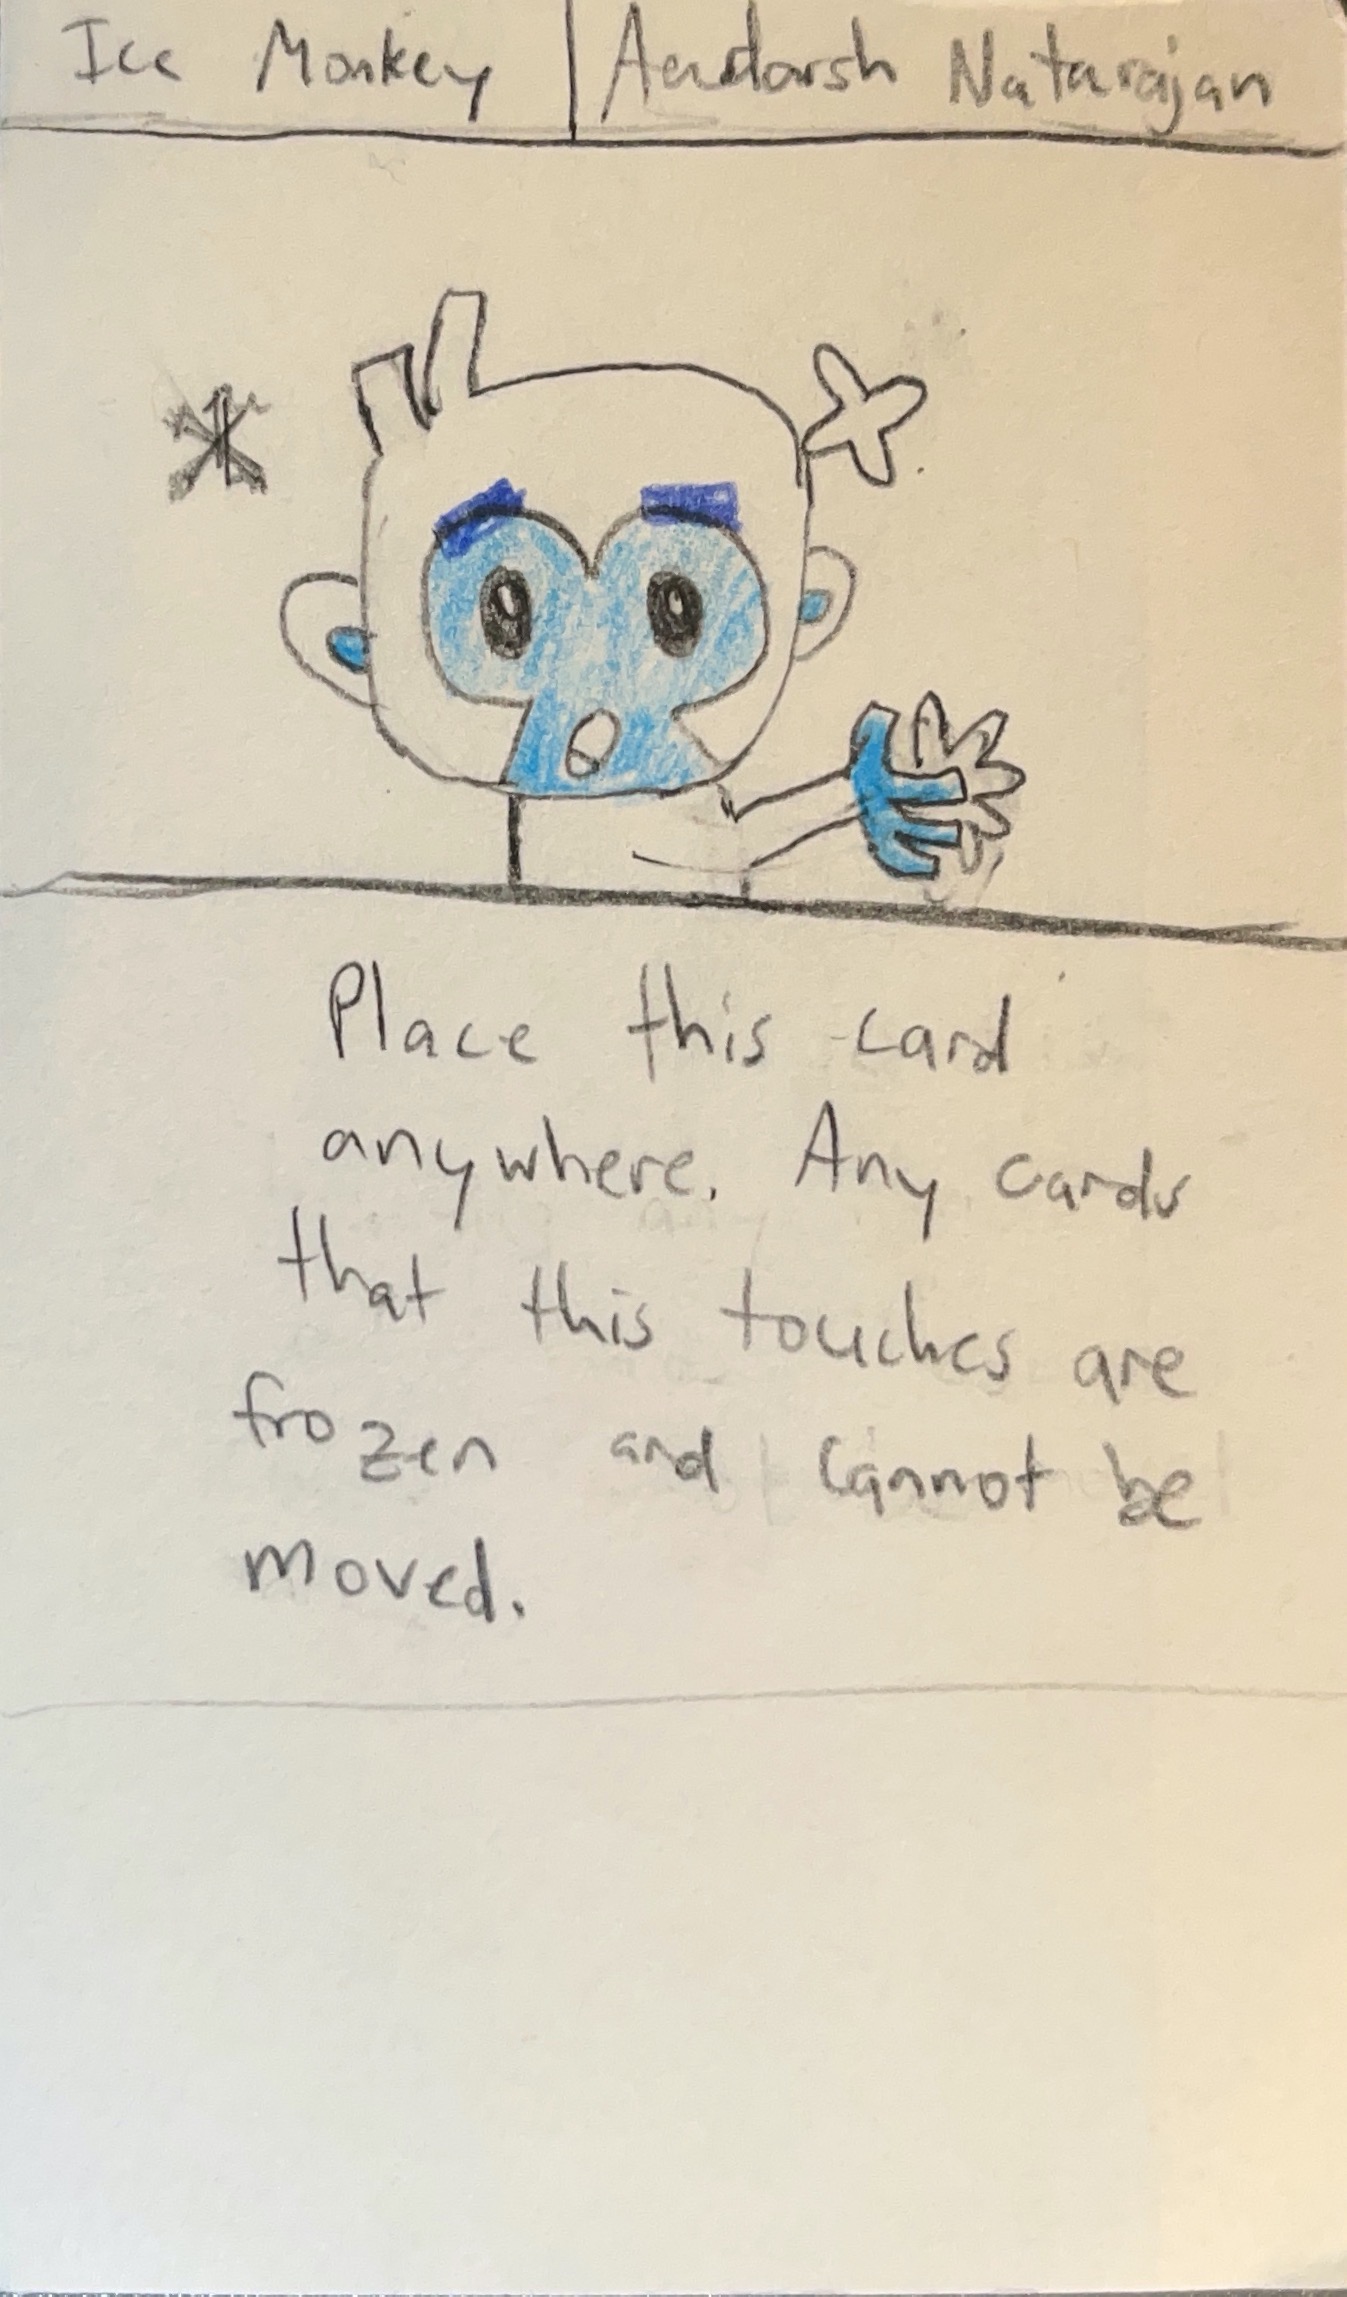 Ice Monkey | Aadarsh Natarajan
Place this card
anywhere. Any cards
that this touches are
frozen and cannot be
moved.